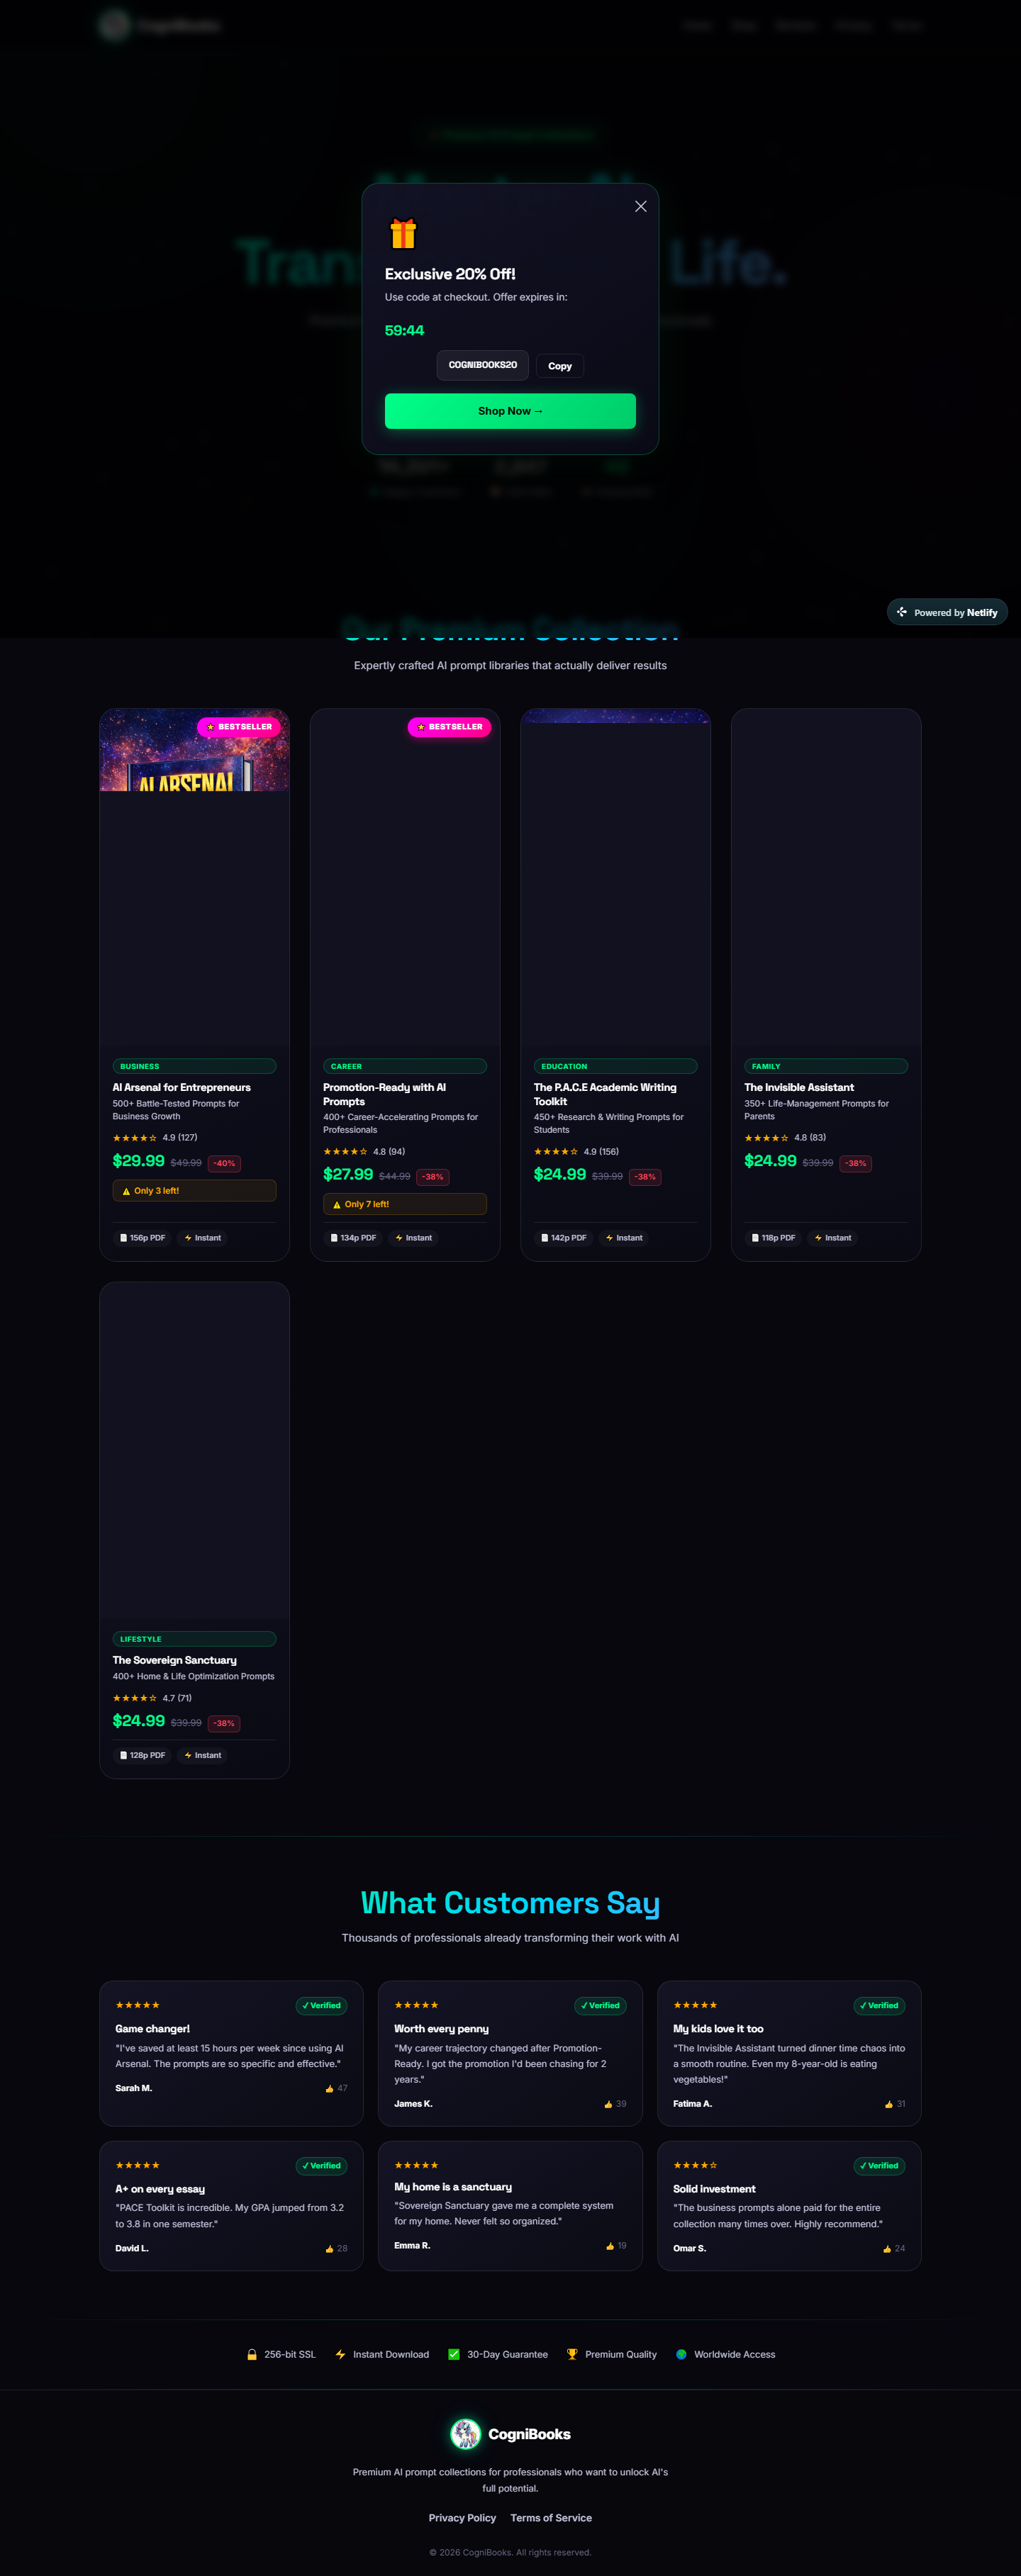 CogniBooks
Life.
Exclusive 20% Off!
Use code at checkout. Offer expires in:
59:44
COGNIBOOKS20
Copy
Shop Now →
Powered by Netlify
Our Premium Collection
Expertly crafted AI prompt libraries that actually deliver results
BESTSELLER
AI ARSENAL
BESTSELLER
BUSINESS
AI Arsenal for Entrepreneurs
500+ Battle-Tested Prompts for
Business Growth
★★★★☆ 4.9 (127)
$29.99 $49.99 -40%
Only 3 left!
156p PDF
Instant
CAREER
Promotion-Ready with AI
Prompts
400+ Career-Accelerating Prompts for
Professionals
★★★★☆ 4.8 (94)
$27.99 $44.99 -38%
Only 7 left!
134p PDF
Instant
EDUCATION
The P.A.C.E Academic Writing
Toolkit
450+ Research & Writing Prompts for
Students
★★★★☆ 4.9 (156)
$24.99 $39.99 -38%
142p PDF
Instant
FAMILY
The Invisible Assistant
350+ Life-Management Prompts for
Parents
★★★★☆ 4.8 (83)
$24.99 $39.99 -38%
118p PDF
Instant
LIFESTYLE
The Sovereign Sanctuary
400+ Home & Life Optimization Prompts
★★★★☆ 4.7 (71)
$24.99 $39.99 -38%
128p PDF
Instant
What Customers Say
Thousands of professionals already transforming their work with AI
★★★★★ ✓ Verified
Game changer!
"I've saved at least 15 hours per week since using AI
Arsenal. The prompts are so specific and effective."
Sarah M. 47
★★★★★ ✓ Verified
Worth every penny
"My career trajectory changed after Promotion-
Ready. I got the promotion I'd been chasing for 2
years."
James K. 39
★★★★★ ✓ Verified
My kids love it too
"The Invisible Assistant turned dinner time chaos into
a smooth routine. Even my 8-year-old is eating
vegetables!"
Fatima A. 31
★★★★★ ✓ Verified
A+ on every essay
"PACE Toolkit is incredible. My GPA jumped from 3.2
to 3.8 in one semester."
David L. 28
★★★★★
My home is a sanctuary
"Sovereign Sanctuary gave me a complete system
for my home. Never felt so organized."
Emma R. 19
★★★★☆ ✓ Verified
Solid investment
"The business prompts alone paid for the entire
collection many times over. Highly recommend."
Omar S. 24
256-bit SSL
Instant Download
30-Day Guarantee
Premium Quality
Worldwide Access
CogniBooks
Premium AI prompt collections for professionals who want to unlock AI's
full potential.
Privacy Policy
Terms of Service
© 2026 CogniBooks. All rights reserved.